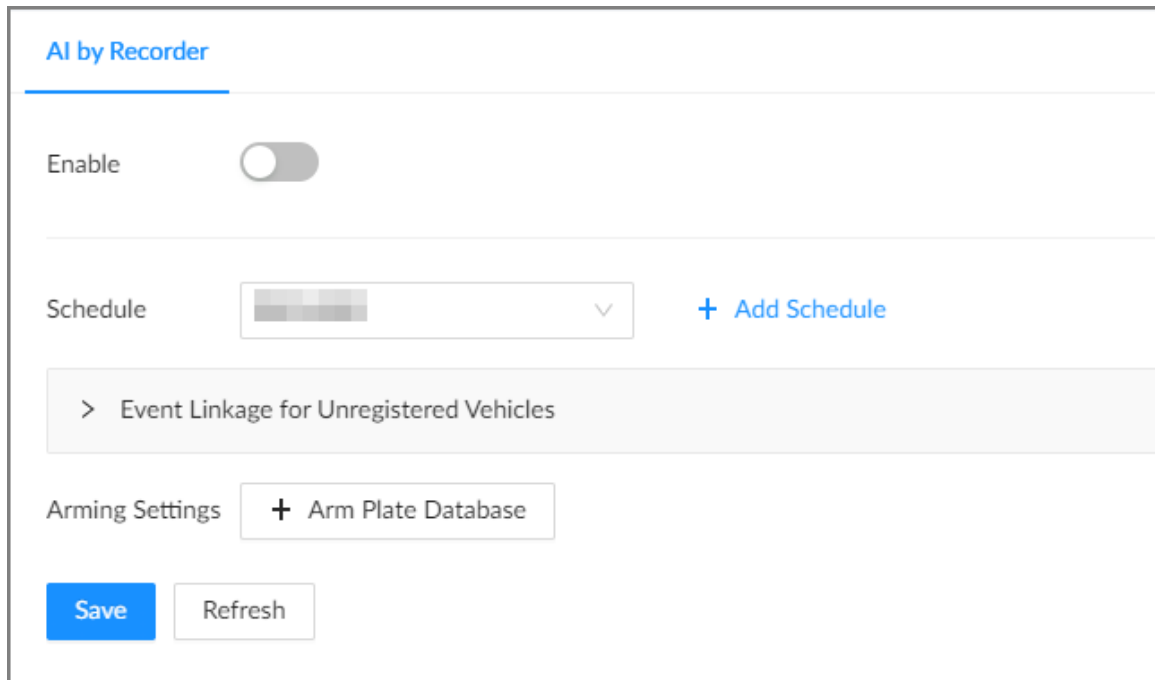 AI by Recorder
Enable
Schedule + Add Schedule
> Event Linkage for Unregistered Vehicles
Arming Settings + Arm Plate Database
Save Refresh